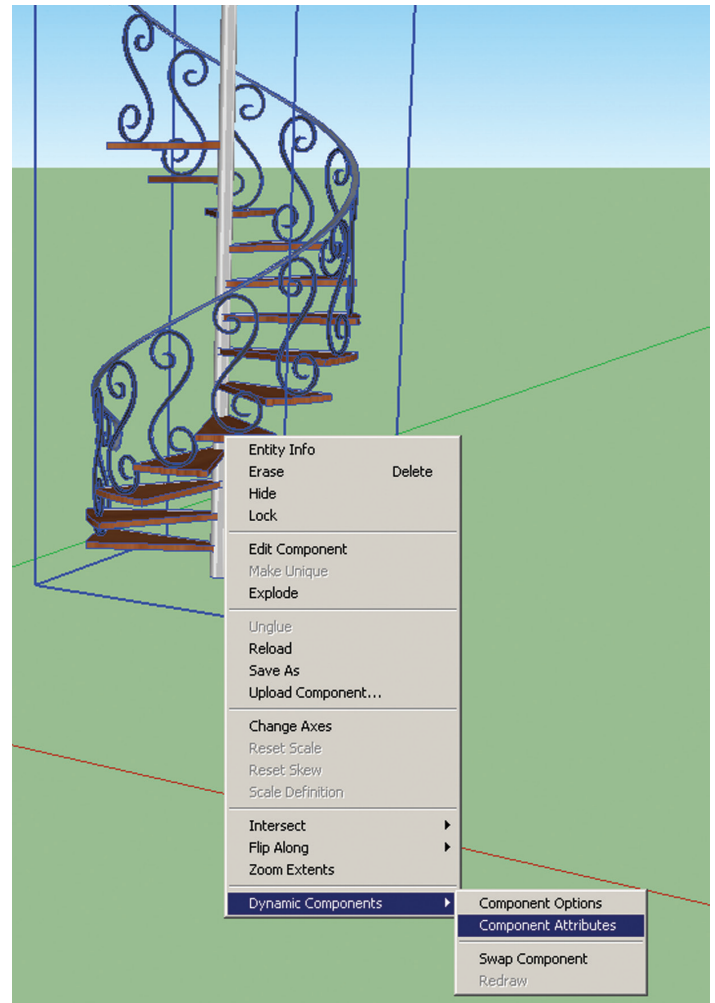 Entity Info
Erase Delete
Hide
Lock
Edit Component
Make Unique
Explode
Unglue
Reload
Save As
Upload Component...
Change Axes
Reset Scale
Reset Skew
Scale Definition
Intersect
Flip Along
Zoom Extents
Dynamic Components
Component Options
Component Attributes
Swap Component
Redraw